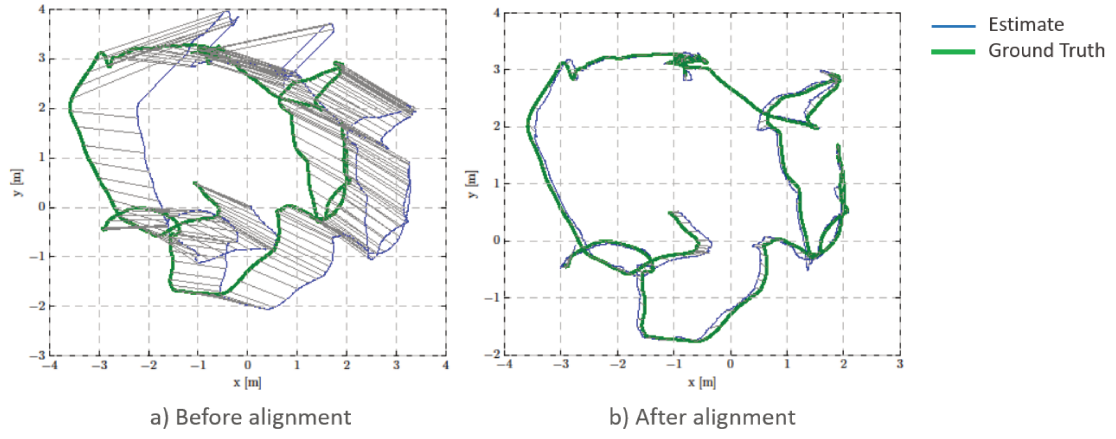 Estimate
Ground Truth
4
3
2
1
0
−1
−2
−3
y [m]
−4 −3 −2 −1 0 1 2 3 4
x [m]
a) Before alignment
4
3
2
1
0
−1
−2
y [m]
−4 −3 −2 −1 0 1 2 3
x [m]
b) After alignment